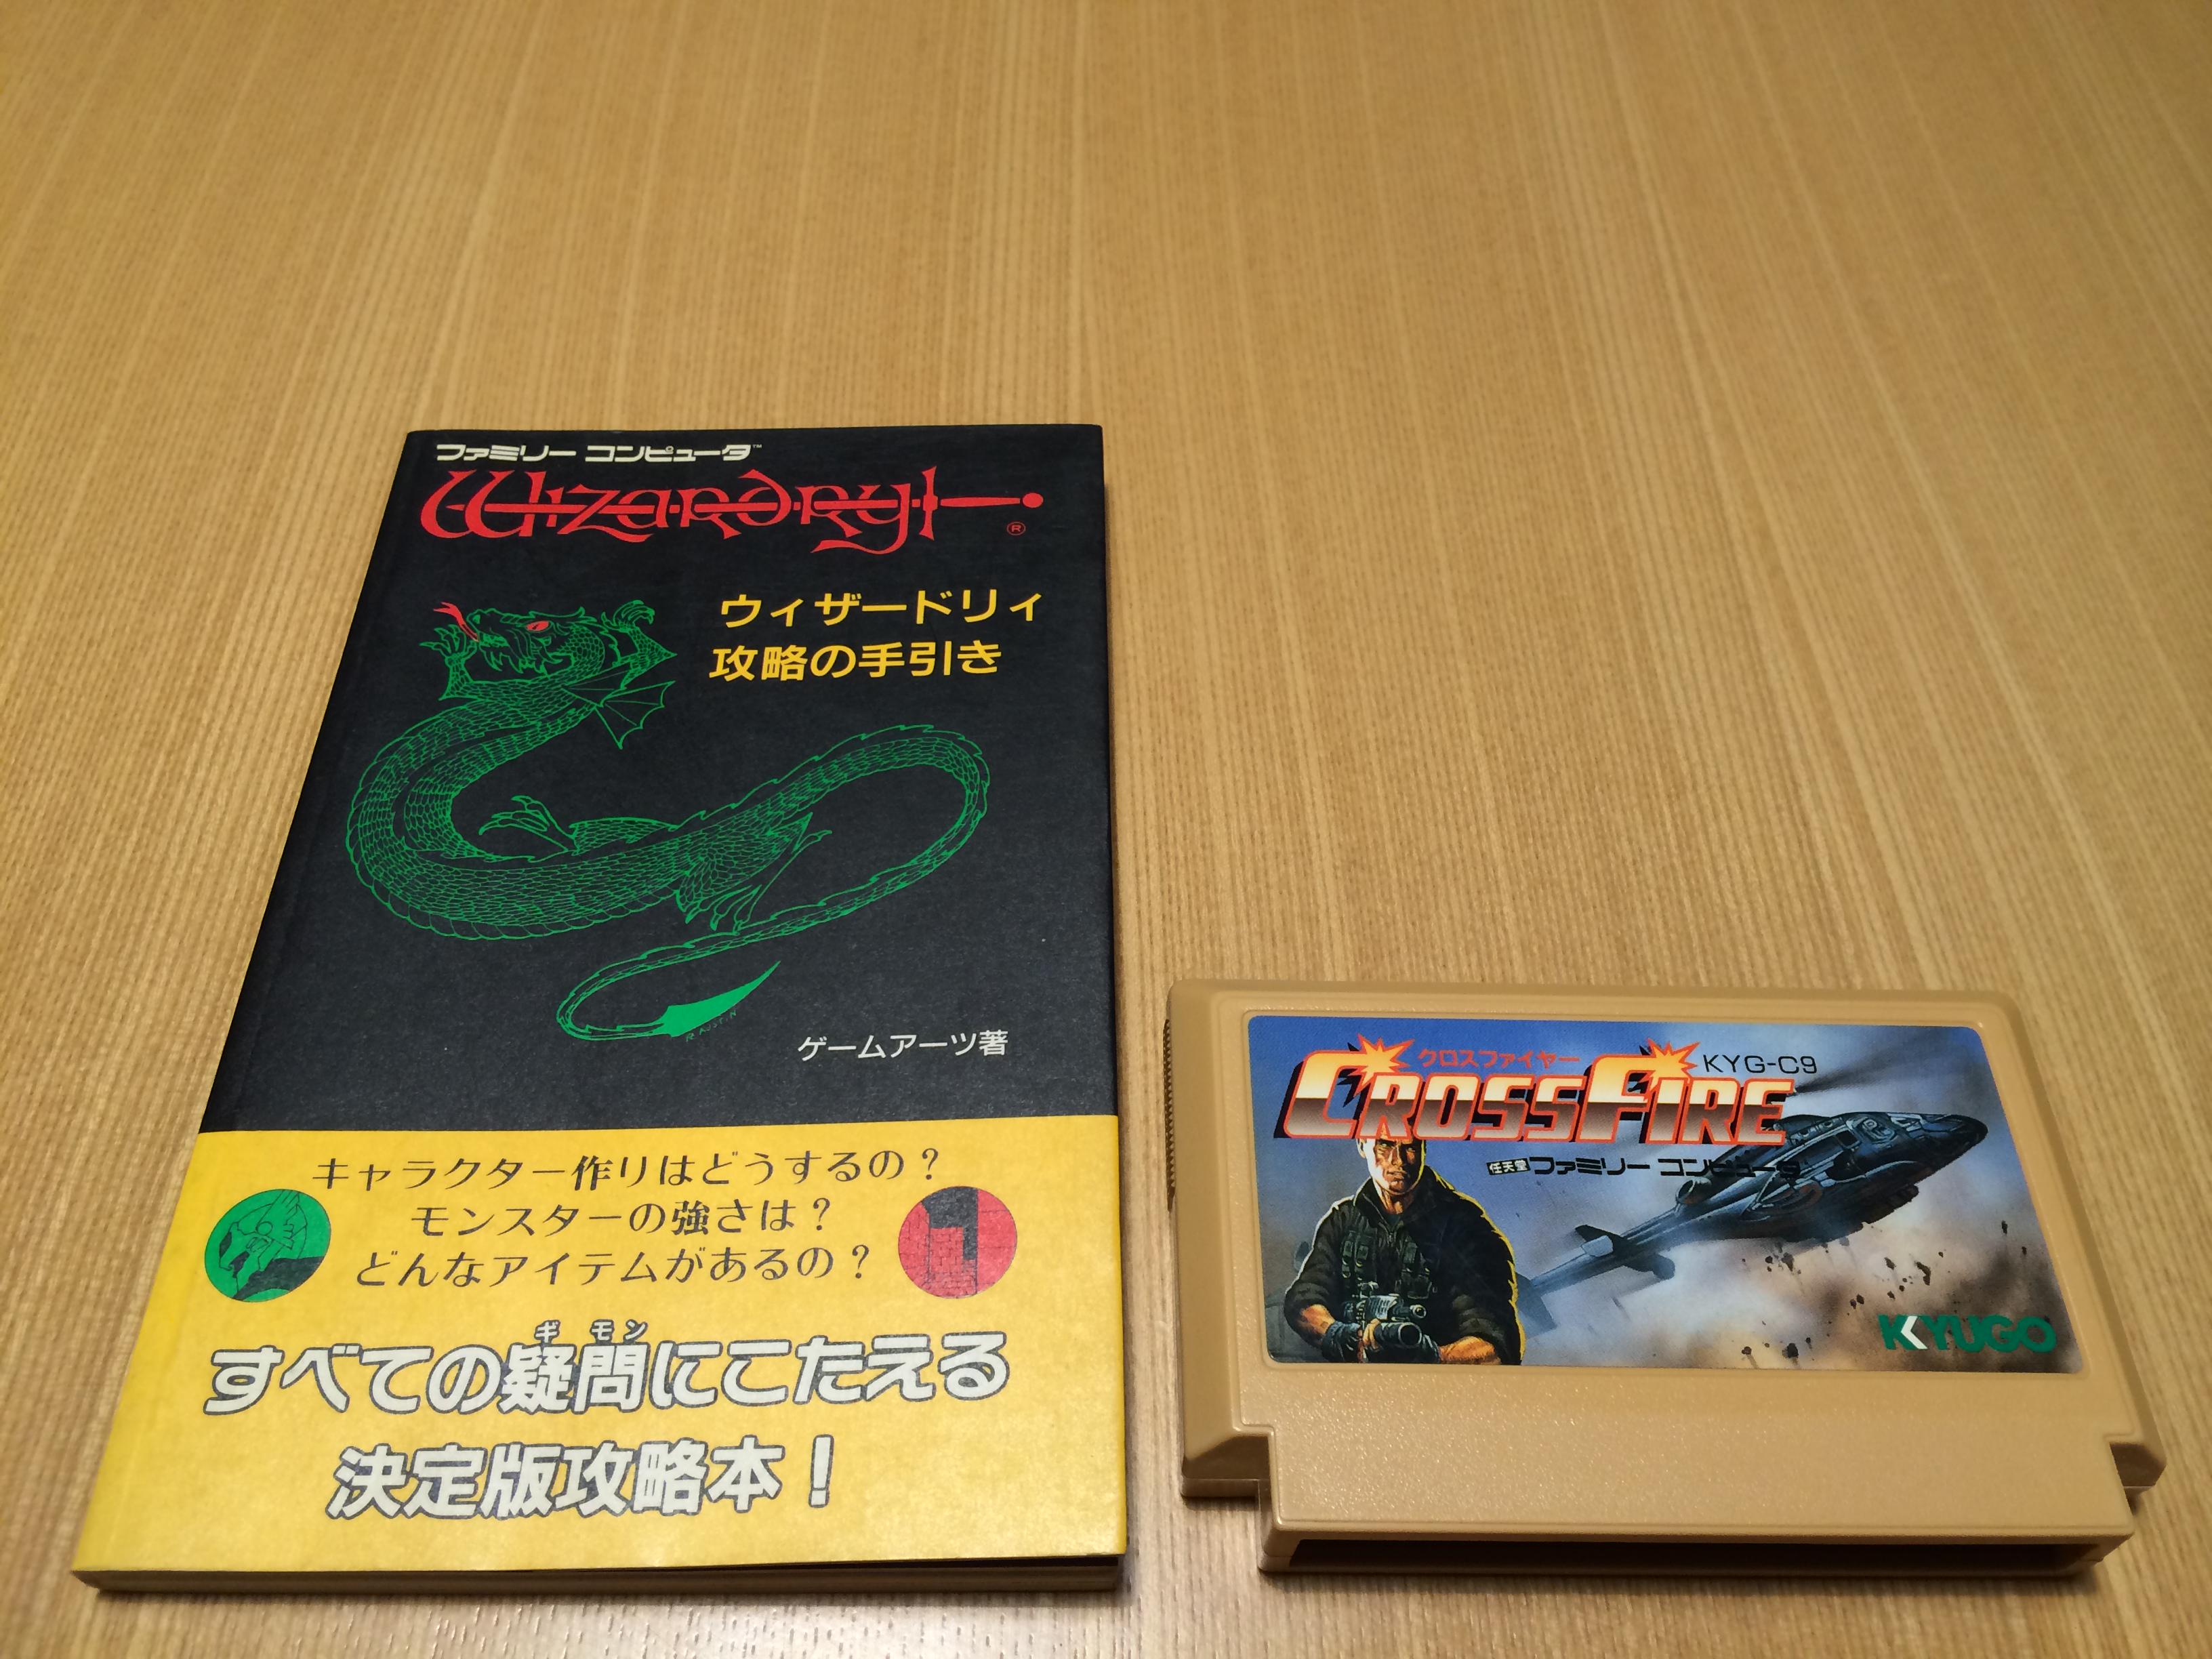 ファミリー コンピュータ™
Wizardry®
ウィザードリィ
攻略の手引き
R. AUSTIN
ゲームアーツ著
キャラクター作りはどうするの?
モンスターの強さは?
どんなアイテムがあるの?
ギモン
すべての疑問にこたえる
決定版攻略本!
クロスファイヤー
KYG-C9
CROSSFIRE
任天堂 ファミリー コンピュータ
KYUGO